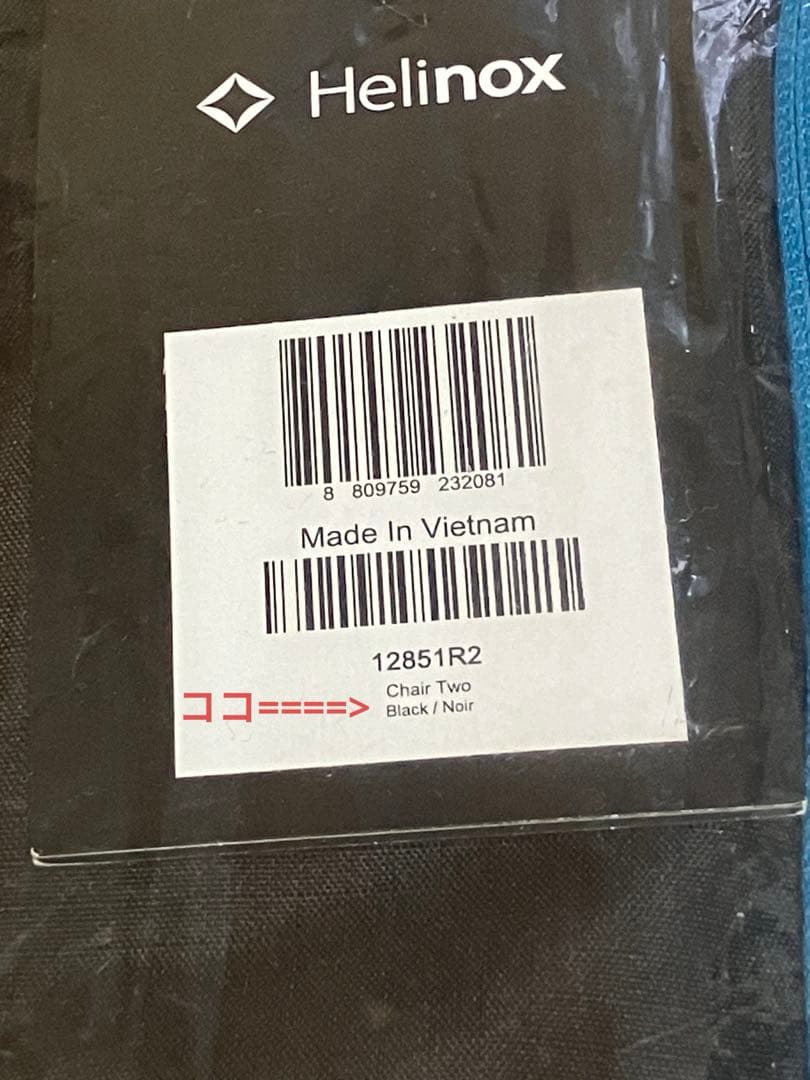 Helinox
8 809759 232081
Made In Vietnam
12851R2
Chair Two
ココ====> Black / Noir